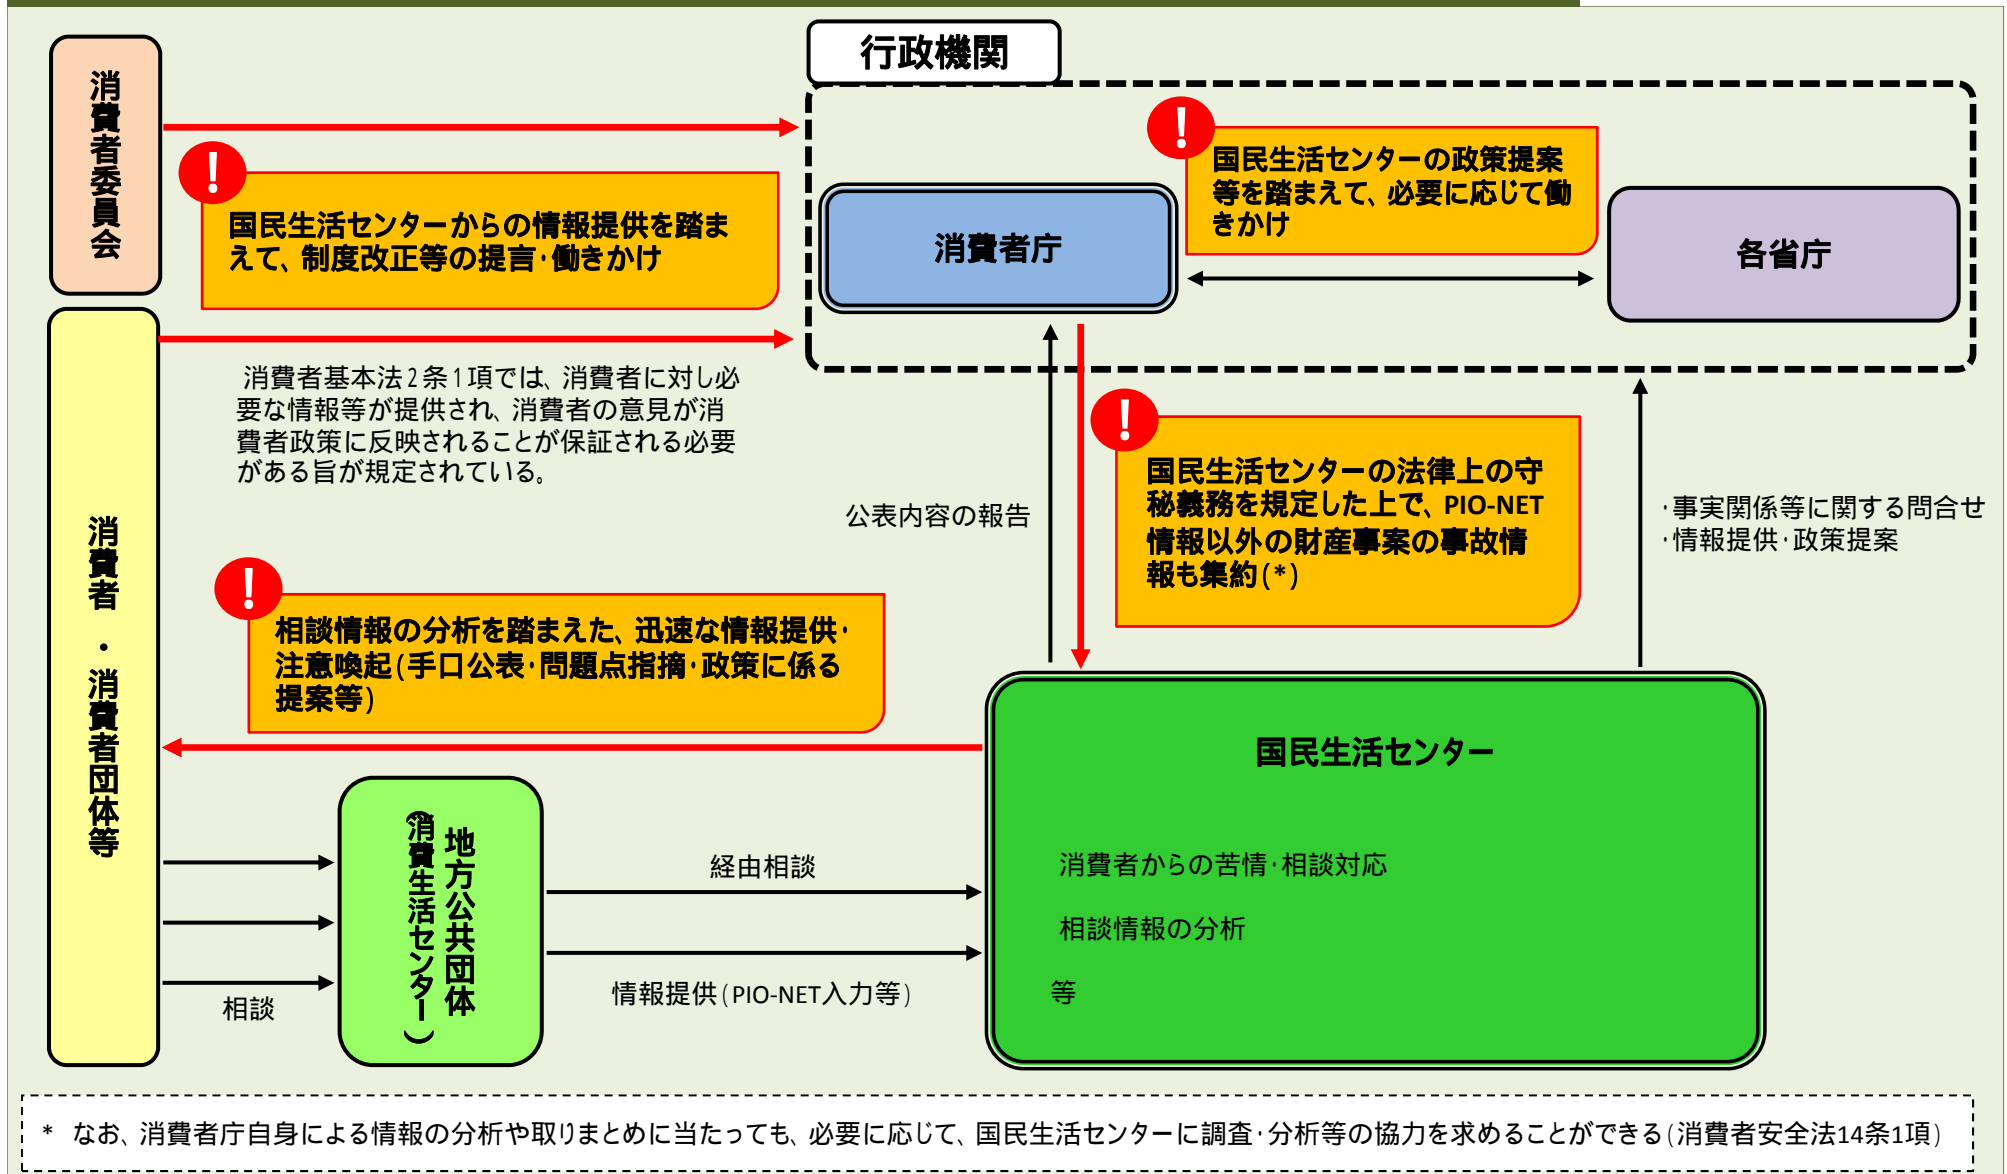 行政機関
消費者委員会
!
国民生活センターからの情報提供を踏ま
えて、制度改正等の提言・働きかけ
消費者庁
!
国民生活センターの政策提案
等を踏まえて、必要に応じて働
きかけ
各省庁
消費者基本法2条1項では、消費者に対し必
要な情報等が提供され、消費者の意見が消
費者政策に反映されることが保証される必要
がある旨が規定されている。
消費者・消費者団体等
公表内容の報告
!
国民生活センターの法律上の守
秘義務を規定した上で、PIO-NET
情報以外の財産事案の事故情
報も集約(*)
・事実関係等に関する問合せ
・情報提供・政策提案
!
相談情報の分析を踏まえた、迅速な情報提供・
注意喚起(手口公表・問題点指摘・政策に係る
提案等)
国民生活センター
消費者からの苦情・相談対応
相談情報の分析
等
地方公共団体
(消費生活センター)
相談
経由相談
情報提供(PIO-NET入力等)
* なお、消費者庁自身による情報の分析や取りまとめに当たっても、必要に応じて、国民生活センターに調査・分析等の協力を求めることができる(消費者安全法14条1項)